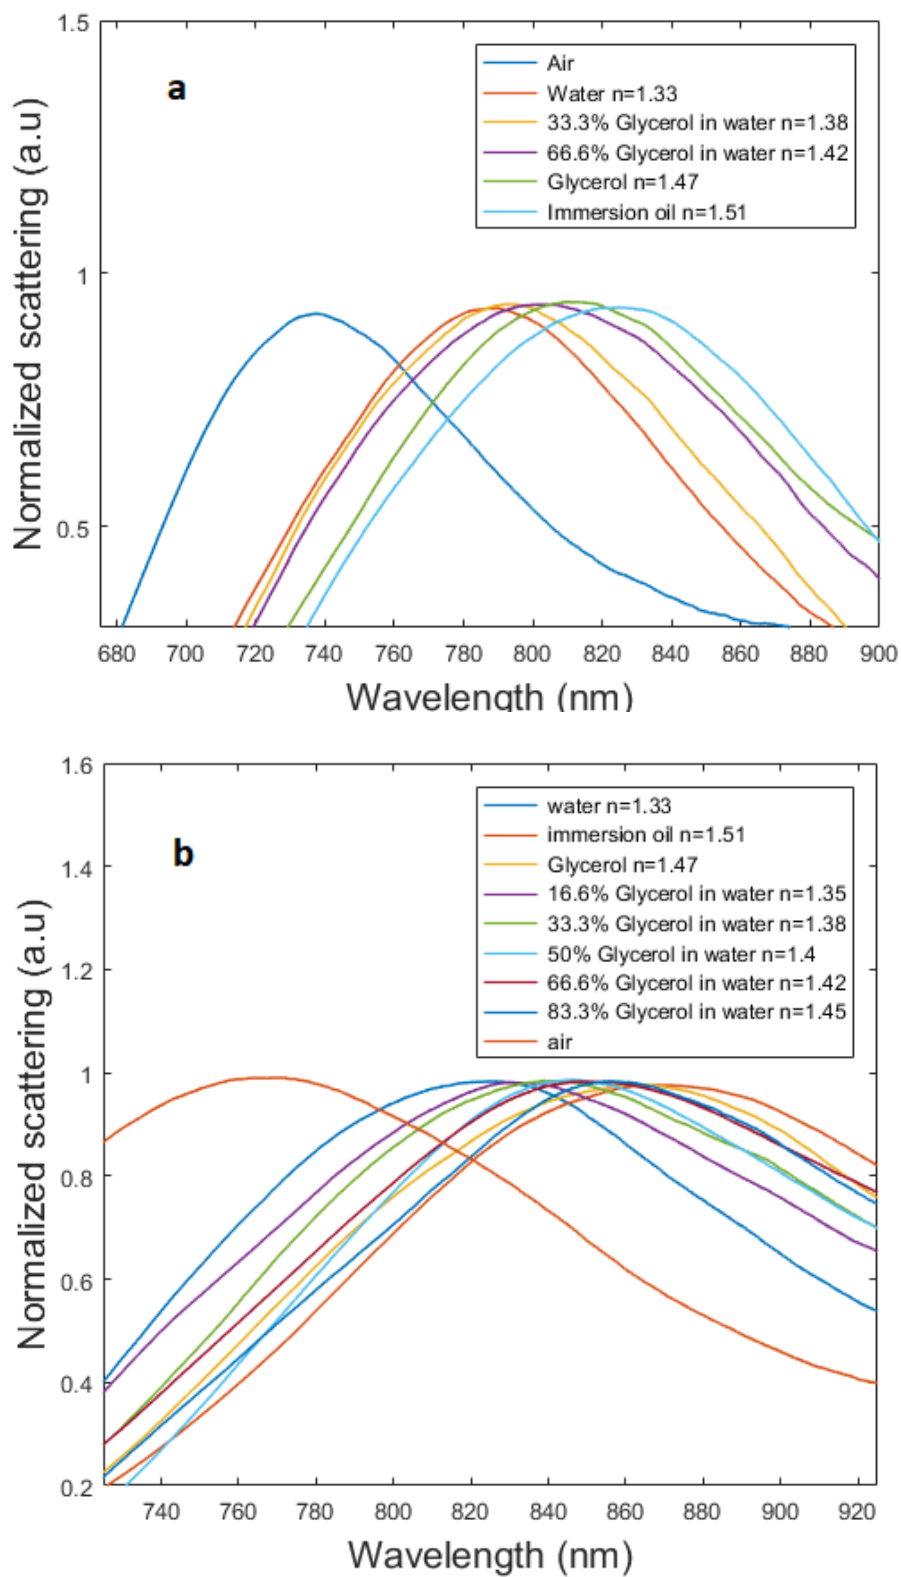 1.5
a
Air
Water n=1.33
33.3% Glycerol in water n=1.38
66.6% Glycerol in water n=1.42
Glycerol n=1.47
Immersion oil n=1.51
1
0.5
Normalized scattering (a.u)
680 700 720 740 760 780 800 820 840 860 880 900
Wavelength (nm)
1.6
b
water n=1.33
immersion oil n=1.51
Glycerol n=1.47
16.6% Glycerol in water n=1.35
33.3% Glycerol in water n=1.38
50% Glycerol in water n=1.4
66.6% Glycerol in water n=1.42
83.3% Glycerol in water n=1.45
air
1.4
1.2
1
0.8
0.6
0.4
0.2
Normalized scattering (a.u)
740 760 780 800 820 840 860 880 900 920
Wavelength (nm)